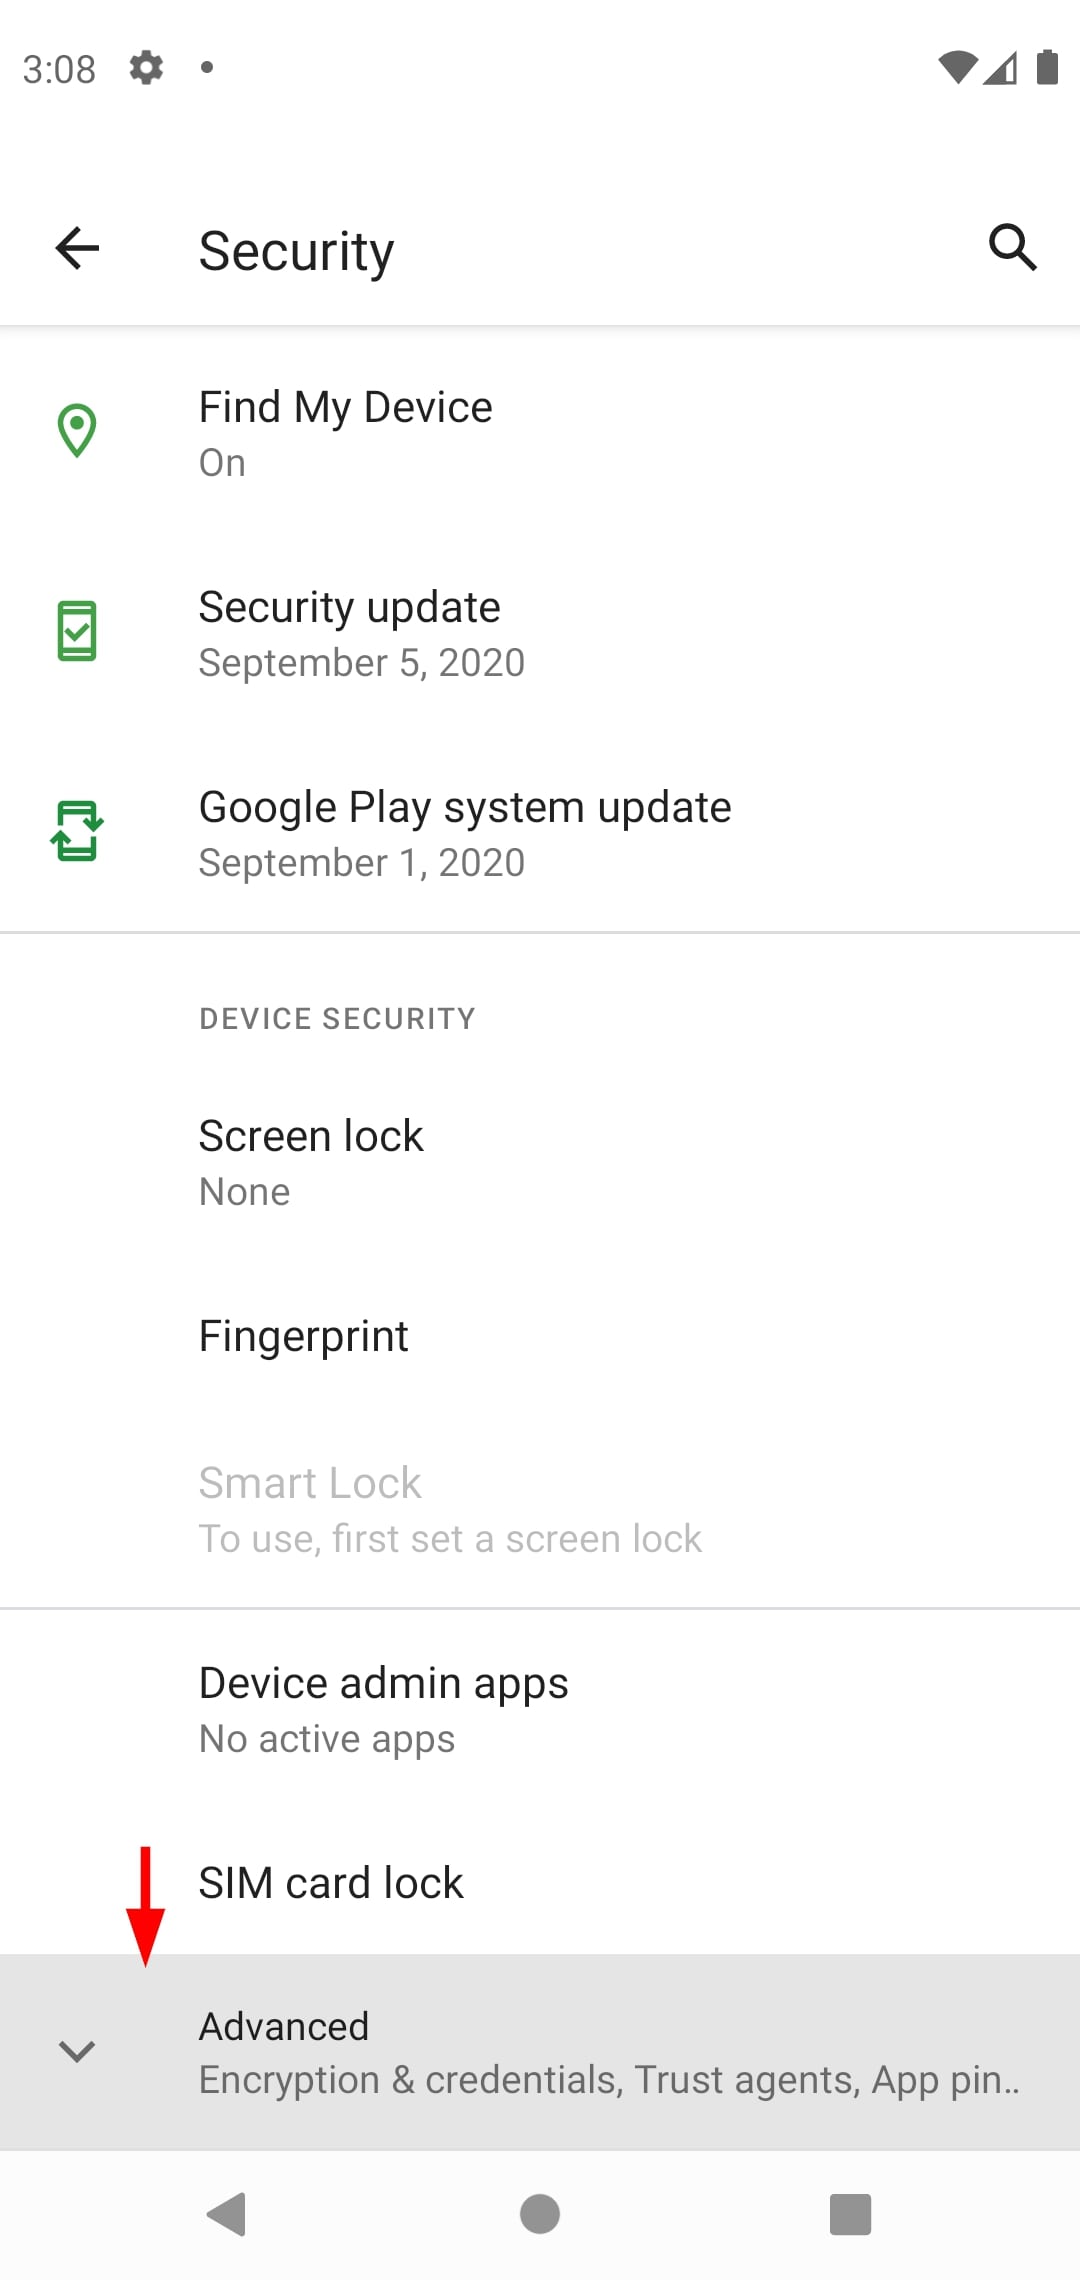 3:08
Security
Find My Device
On
Security update
September 5, 2020
Google Play system update
September 1, 2020
DEVICE SECURITY
Screen lock
None
Fingerprint
Smart Lock
To use, first set a screen lock
Device admin apps
No active apps
SIM card lock
Advanced
Encryption & credentials, Trust agents, App pin..